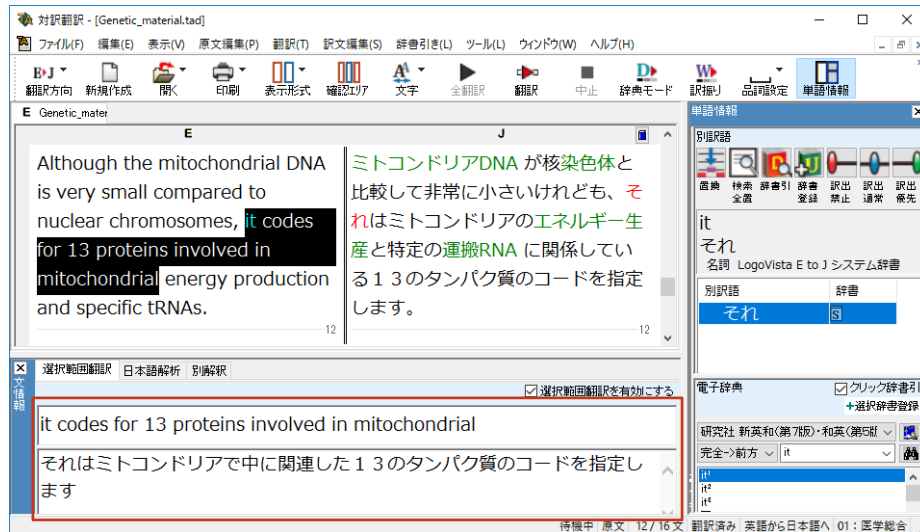 対訳翻訳 - [Genetic_material.tad]
ファイル(F) 編集(E) 表示(V) 原文編集(P) 翻訳(T) 訳文編集(S) 辞書引き(L) ツール(L) ウインドウ(W) ヘルプ(H)
E▸J
翻訳方向 新規作成 開く 印刷 表示形式 確認エリア 文字 全翻訳 翻訳 中止 辞典モード 訳振り 品詞設定 単語情報
E Genetic_mater
E J
Although the mitochondrial DNA
is very small compared to
nuclear chromosomes, it codes
for 13 proteins involved in
mitochondrial energy production
and specific tRNAs.
12
ミトコンドリアDNA が核染色体と
比較して非常に小さいけれども、そ
れはミトコンドリアのエネルギー生
産と特定の運搬RNA に関係してい
る１３のタンパク質のコードを指定
します。
12
単語情報
別訳語
置換 検索全置 辞書引 辞書登録 訳出禁止 訳出通常 訳出優先
it
それ
名詞 LogoVista E to J システム辞書
別訳語 辞書
それ S
電子辞典 クリック辞書引
+選択辞書登録
研究社 新英和(第7版)・和英(第5版
完全->前方 it
it¹
it²
文情報
選択範囲翻訳 日本語解析 別解釈
選択範囲翻訳を有効にする
it codes for 13 proteins involved in mitochondrial
それはミトコンドリアで中に関連した１３のタンパク質のコードを指定し
ます
待機中 原文 12/16文 翻訳済み 英語から日本語へ 01：医学総合